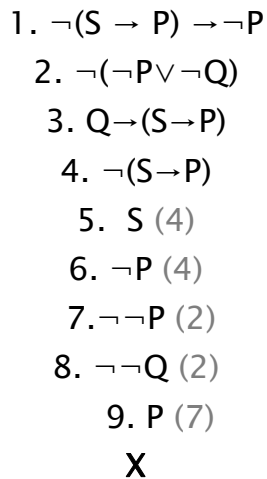 1. ¬(S → P) →¬P
2. ¬(¬P∨¬Q)
3. Q→(S→P)
4. ¬(S→P)
5. S (4)
6. ¬P (4)
7.¬¬P (2)
8. ¬¬Q (2)
9. P (7)
X